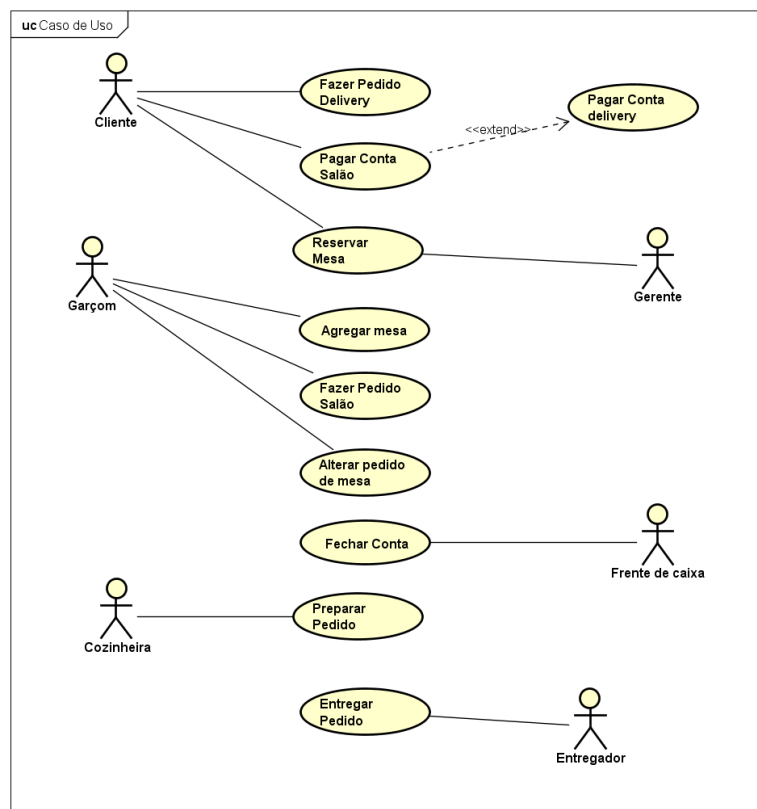 uc Caso de Uso
Cliente
Fazer Pedido
Delivery
Pagar Conta
delivery
<<extend>>
Pagar Conta
Salão
Reservar
Mesa
Garçom
Gerente
Agregar mesa
Fazer Pedido
Salão
Alterar pedido
de mesa
Fechar Conta
Frente de caixa
Preparar
Pedido
Cozinheira
Entregar
Pedido
Entregador